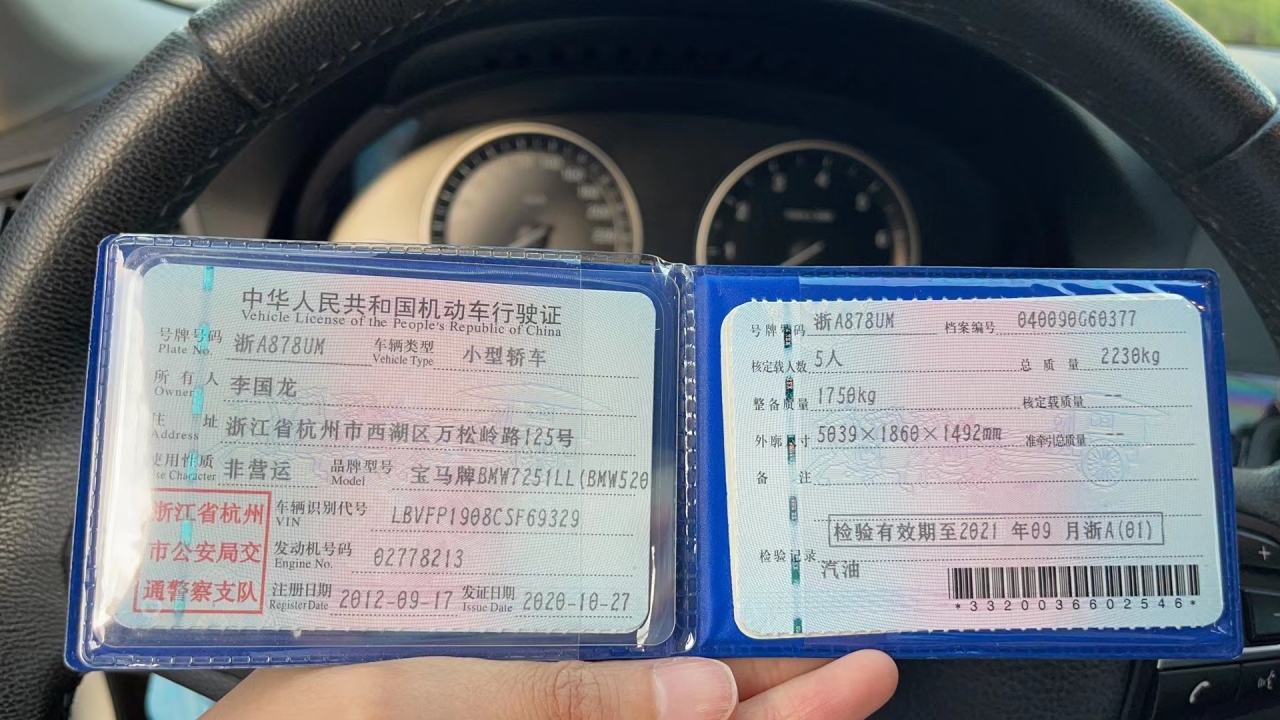 中华人民共和国机动车行驶证
Vehicle License of the People's Republic of China
号牌号码 浙A878UM 车辆类型 小型轿车
Plate No. Vehicle Type
所有人 李国龙
Owner
住址 浙江省杭州市西湖区万松岭路125号
Address
使用性质 非营运 品牌型号 宝马牌BMW7251LL(BMW520
Use Character Model
浙江省杭州
市公安局交
通警察支队
车辆识别代号 LBVFP1908CSF69329
VIN
发动机号码 02778213
Engine No.
注册日期 2012-09-17 发证日期 2020-10-27
Register Date Issue Date
号牌号码 浙A878UM 档案编号 040090G60377
核定载人数 5人 总质量 2230kg
整备质量 1750kg 核定载质量 --
外廓尺寸 5039×1860×1492mm 准牵引总质量 --
备注
检验有效期至2021 年09 月浙A(01)
检验记录
汽油
*3320036602546*